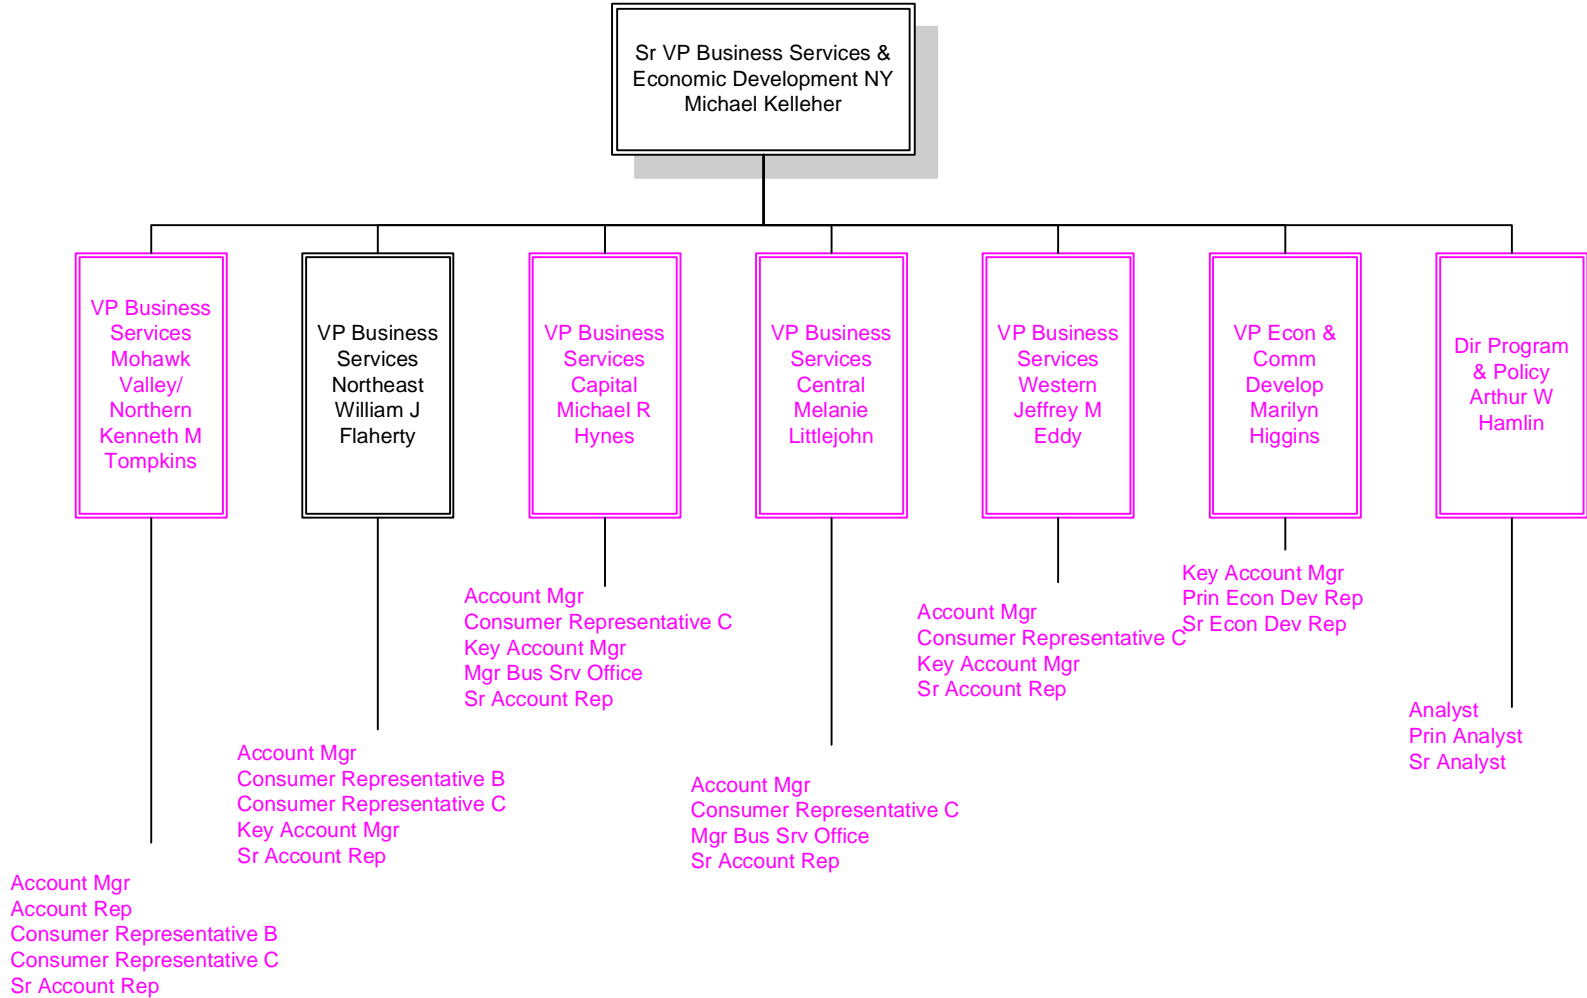 Sr VP Business Services &
Economic Development NY
Michael Kelleher
VP Business
Services
Mohawk
Valley/
Northern
Kenneth M
Tompkins
VP Business
Services
Northeast
William J
Flaherty
VP Business
Services
Capital
Michael R
Hynes
VP Business
Services
Central
Melanie
Littlejohn
VP Business
Services
Western
Jeffrey M
Eddy
VP Econ &
Comm
Develop
Marilyn
Higgins
Dir Program
& Policy
Arthur W
Hamlin
Account Mgr
Account Rep
Consumer Representative B
Consumer Representative C
Sr Account Rep
Account Mgr
Consumer Representative B
Consumer Representative C
Key Account Mgr
Sr Account Rep
Account Mgr
Consumer Representative C
Key Account Mgr
Mgr Bus Srv Office
Sr Account Rep
Account Mgr
Consumer Representative C
Mgr Bus Srv Office
Sr Account Rep
Account Mgr
Consumer Representative C
Key Account Mgr
Sr Account Rep
Key Account Mgr
Prin Econ Dev Rep
Sr Econ Dev Rep
Analyst
Prin Analyst
Sr Analyst